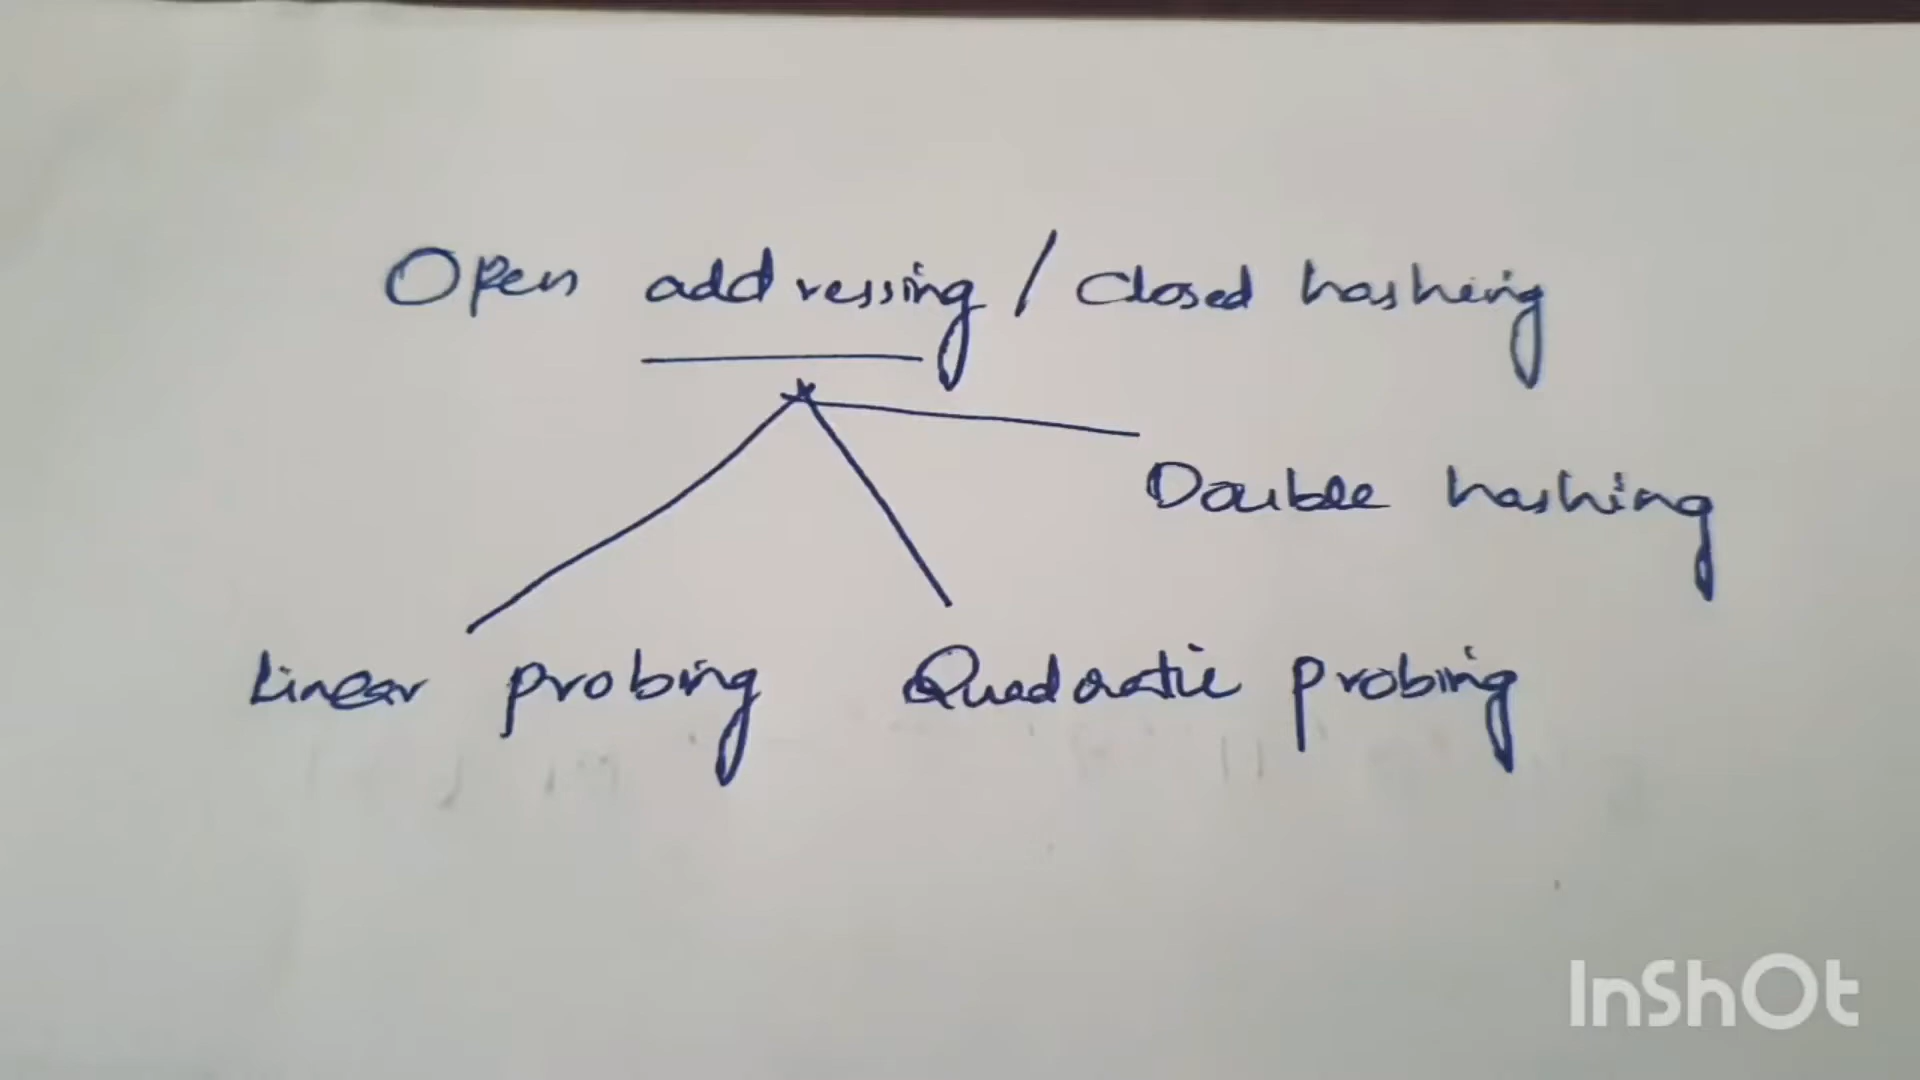 Open addressing / Closed hashing
Double hashing
Linear probing
Quadratic probing
InShOt